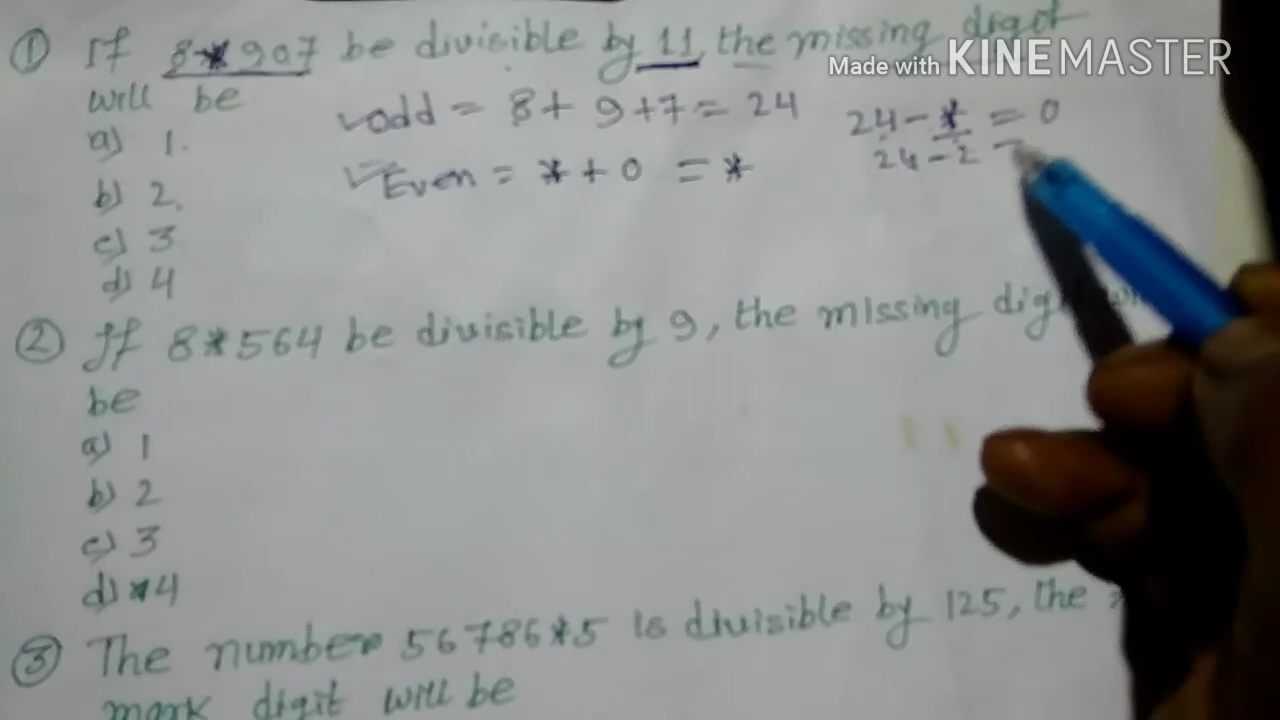 ① If 8*907 be divisible by 11, the missing digit
Made with KINEMASTER
will be
odd = 8+ 9+7= 24
24 - * = 0
a) 1.
Even = * + 0 = *
24 - 2 =
b) 2.
c) 3
d) 4
② If 8*564 be divisible by 9, the missing
be
a) 1
b) 2
c) 3
d) 4
③ The number 56786*5 is divisible by 125, the
mark digit will be